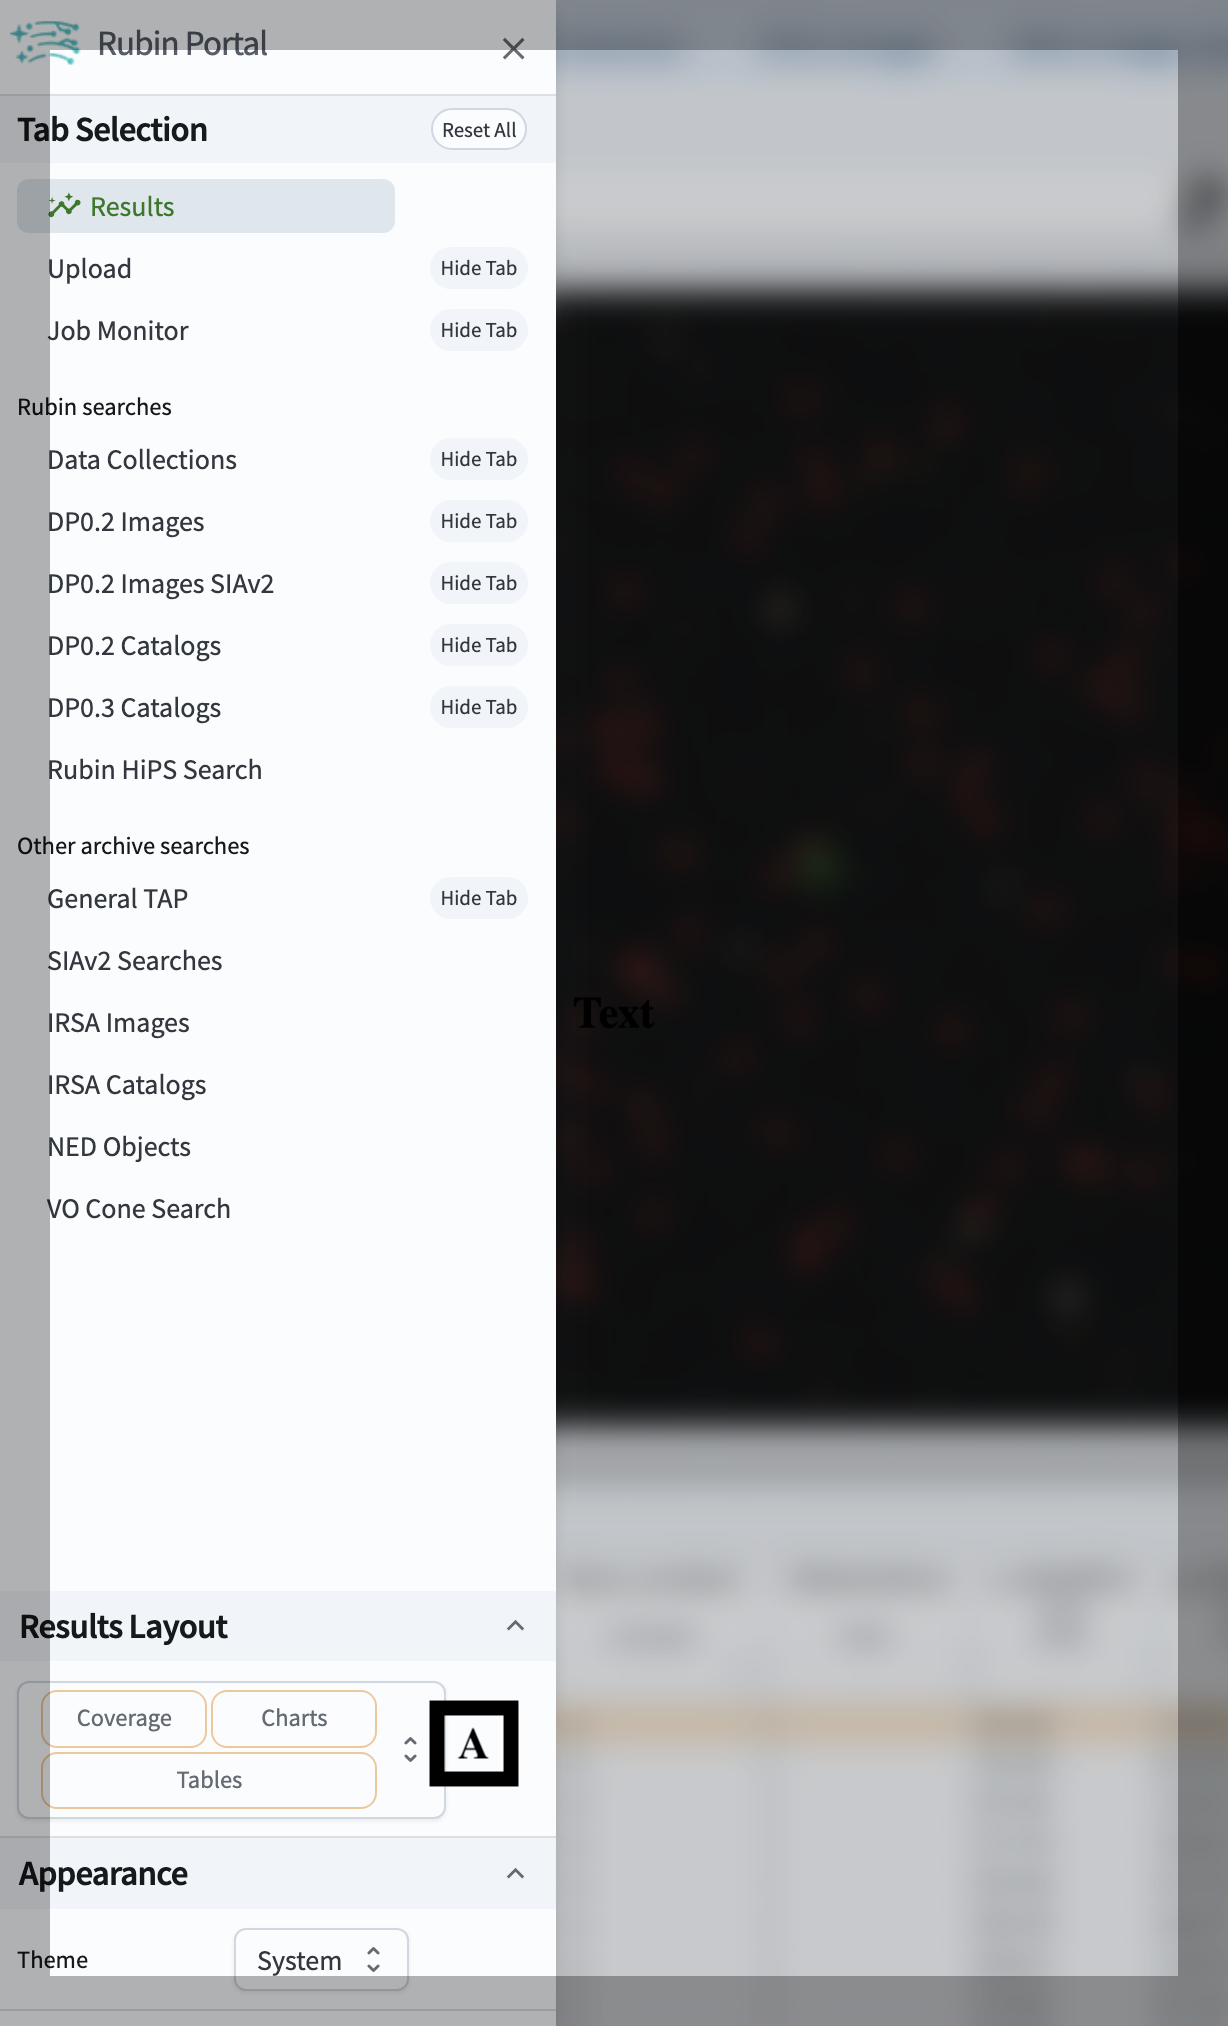 Rubin Portal
Tab Selection
Reset All
Results
Upload
Hide Tab
Job Monitor
Hide Tab
Rubin searches
Data Collections
Hide Tab
DP0.2 Images
Hide Tab
DP0.2 Images SIAv2
Hide Tab
DP0.2 Catalogs
Hide Tab
DP0.3 Catalogs
Hide Tab
Rubin HiPS Search
Other archive searches
General TAP
Hide Tab
SIAv2 Searches
IRSA Images
Text
IRSA Catalogs
NED Objects
VO Cone Search
Results Layout
Coverage
Charts
Tables
A
Appearance
Theme
System